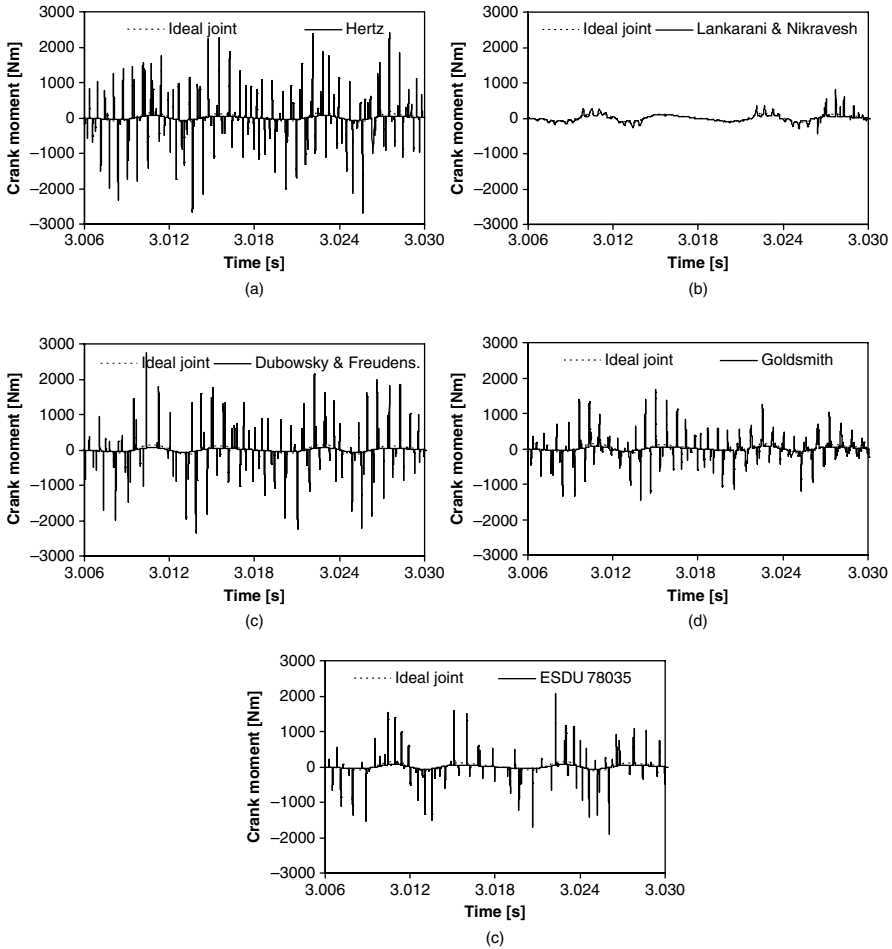 Ideal joint Hertz
3000
2000
1000
0
−1000
−2000
−3000
Crank moment [Nm]
3.006 3.012 3.018 3.024 3.030
Time [s]
(a)
Ideal joint Lankarani & Nikravesh
3000
2000
1000
0
−1000
−2000
−3000
Crank moment [Nm]
3.006 3.012 3.018 3.024 3.030
Time [s]
(b)
Ideal joint Dubowsky & Freudens.
3000
2000
1000
0
−1000
−2000
−3000
Crank moment [Nm]
3.006 3.012 3.018 3.024 3.030
Time [s]
(c)
Ideal joint Goldsmith
3000
2000
1000
0
−1000
−2000
−3000
Crank moment [Nm]
3.006 3.012 3.018 3.024 3.030
Time [s]
(d)
Ideal joint ESDU 78035
3000
2000
1000
0
−1000
−2000
−3000
Crank moment [Nm]
3.006 3.012 3.018 3.024 3.030
Time [s]
(c)